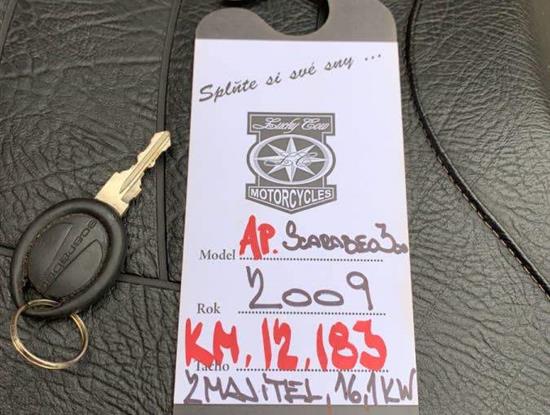 Splňte si své sny ...
Lucky Cow
MOTORCYCLES
Model AP. SCARABEO 300
Rok 2009
Tacho KM. 12.183
2 MAJITEL, 16,1 KW